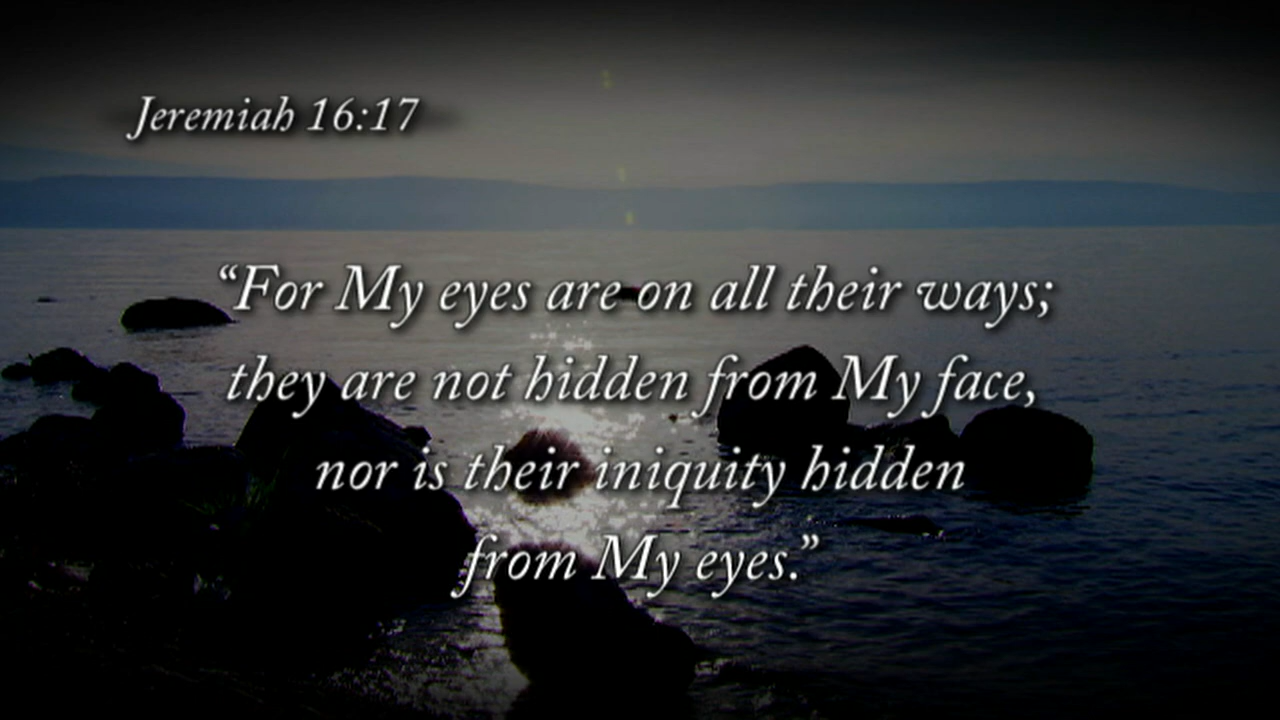 Jeremiah 16:17
“For My eyes are on all their ways;
they are not hidden from My face,
nor is their iniquity hidden
from My eyes.”